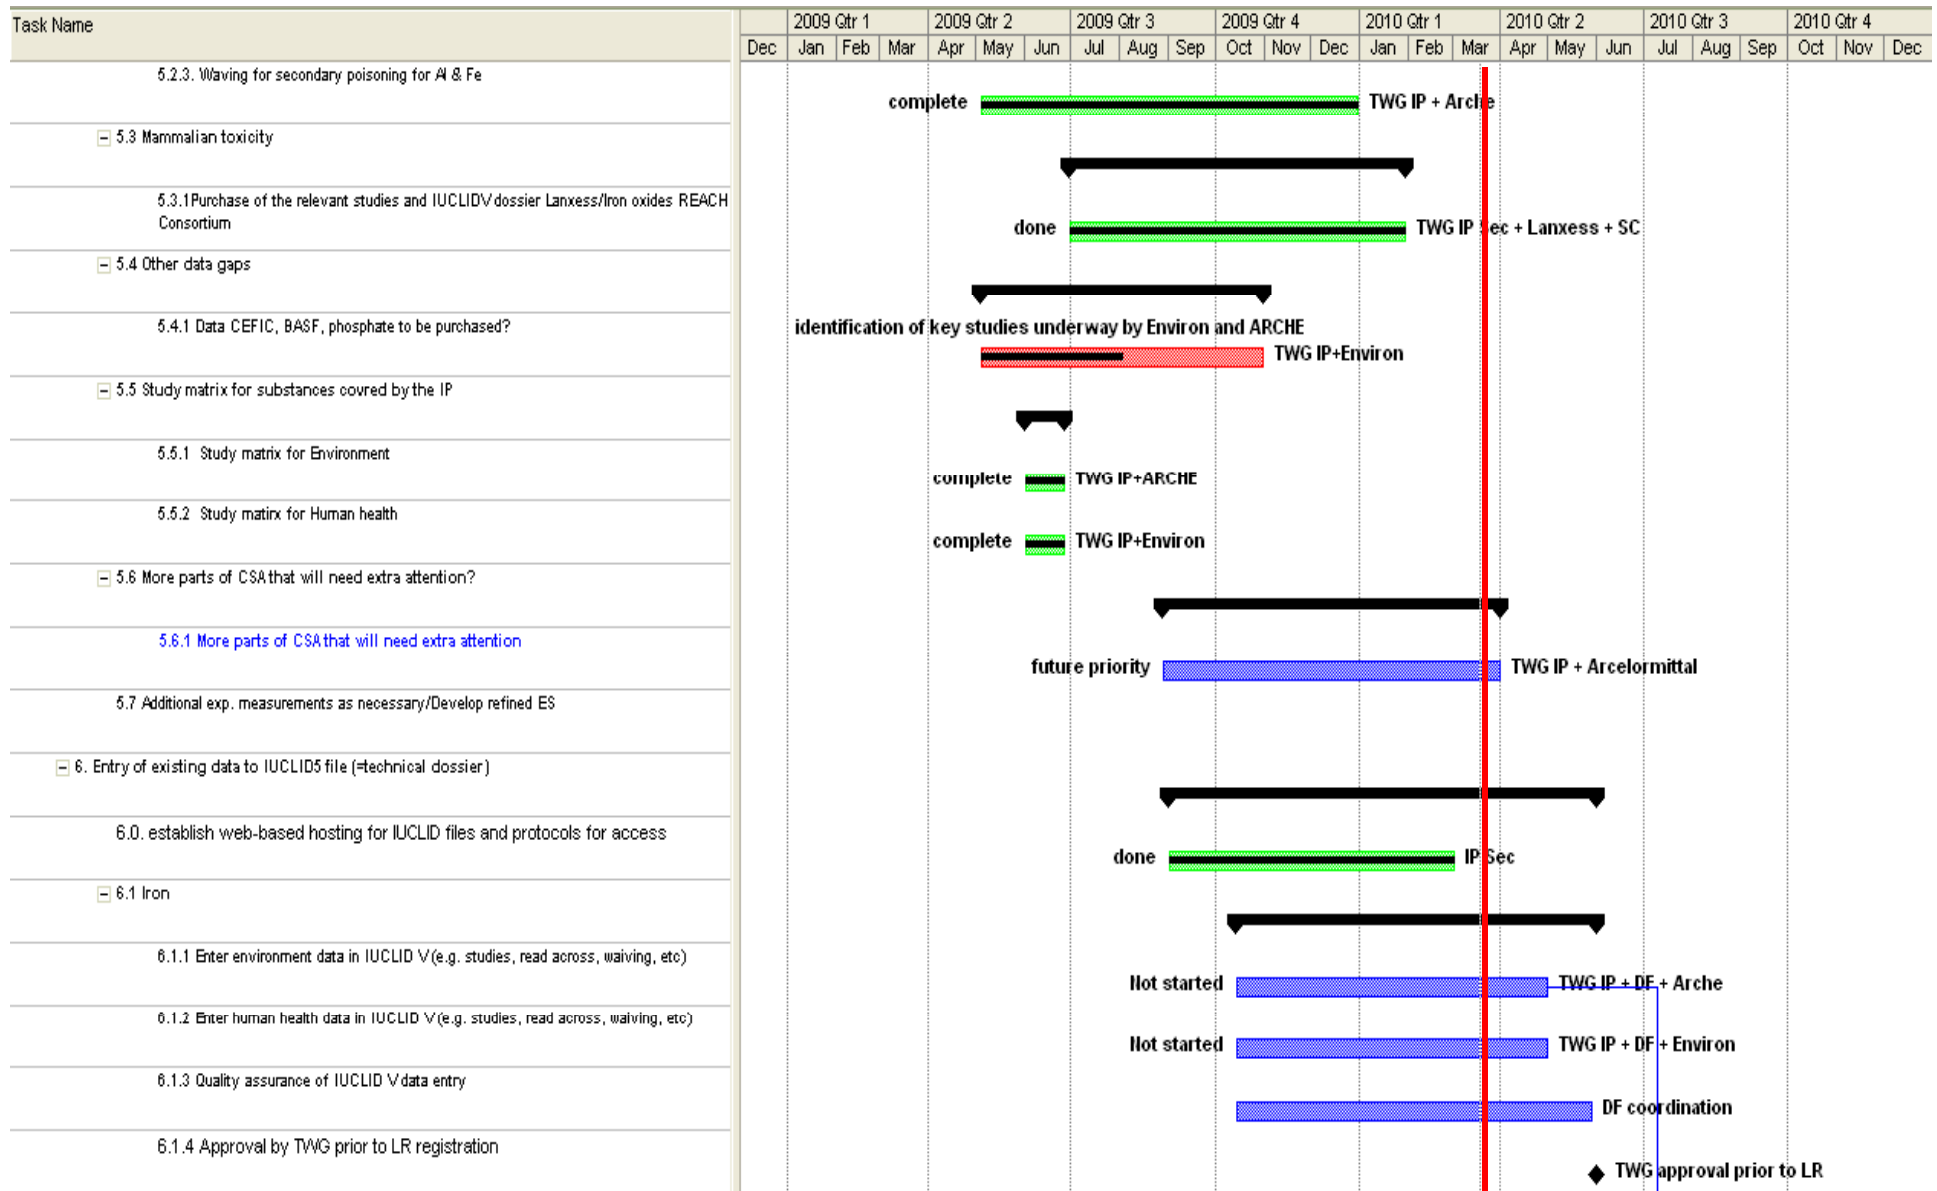 Task Name
2009 Qtr 1 2009 Qtr 2 2009 Qtr 3 2009 Qtr 4 2010 Qtr 1 2010 Qtr 2 2010 Qtr 3 2010 Qtr 4
Dec Jan Feb Mar Apr May Jun Jul Aug Sep Oct Nov Dec Jan Feb Mar Apr May Jun Jul Aug Sep Oct Nov Dec
5.2.3. Waving for secondary poisoning for Al & Fe
complete TWG IP + Arche
5.3 Mammalian toxicity
5.3.1Purchase of the relevant studies and IUCLIDV dossier Lanxess/Iron oxides REACH
Consortium
done TWG IP Sec + Lanxess + SC
5.4 Other data gaps
5.4.1 Data CEFIC, BASF, phosphate to be purchased?
identification of key studies underway by Environ and ARCHE
TWG IP+Environ
5.5 Study matrix for substances covred by the IP
5.5.1 Study matrix for Environment
complete TWG IP+ARCHE
5.5.2 Study matirx for Human health
complete TWG IP+Environ
5.6 More parts of CSA that will need extra attention?
5.6.1 More parts of CSA that will need extra attention
future priority TWG IP + Arcelormittal
5.7 Additional exp. measurements as necessary/Develop refined ES
6. Entry of existing data to IUCLID5 file (=technical dossier)
6.0. establish web-based hosting for IUCLID files and protocols for access
done IP Sec
6.1 Iron
6.1.1 Enter environment data in IUCLID V (e.g. studies, read across, waiving, etc)
Not started TWG IP + DF + Arche
6.1.2 Enter human health data in IUCLID V (e.g. studies, read across, waiving, etc)
Not started TWG IP + DF + Environ
6.1.3 Quality assurance of IUCLID V data entry
DF coordination
6.1.4 Approval by TWG prior to LR registration
TWG approval prior to LR